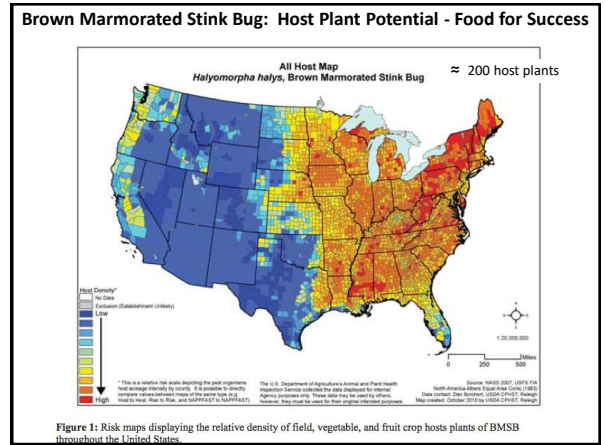 Brown Marmorated Stink Bug: Host Plant Potential - Food for Success
All Host Map
Halyomorpha halys, Brown Marmorated Stink Bug
≈ 200 host plants
Host Density*
No Data
Exclusion (Establishment Unlikely)
Low
High
* This is a relative risk scale depicting the pest organisms
host acreage intensity by county. It is possible to directly
compare values between maps of the same type (e.g.
Host to Host, Risk to Risk, and NAPPFAST to NAPPFAST).
The U.S. Department of Agriculture's Animal and Plant Health
Inspection Service collected the data displayed for internal
Agency purposes only. These data may be used by others,
however, they must be used for their original intended purposes.
1:20,000,000
Miles
0 250 500
Source: NASS 2007; USFS FIA
North America Albers Equal Area Conic (1983)
Data contact: Dan Borchert, CPHST, Raleigh
Map created: October 2010 by USDA CPHST, Raleigh
Figure 1: Risk maps displaying the relative density of field, vegetable, and fruit crop hosts plants of BMSB
throughout the United States.